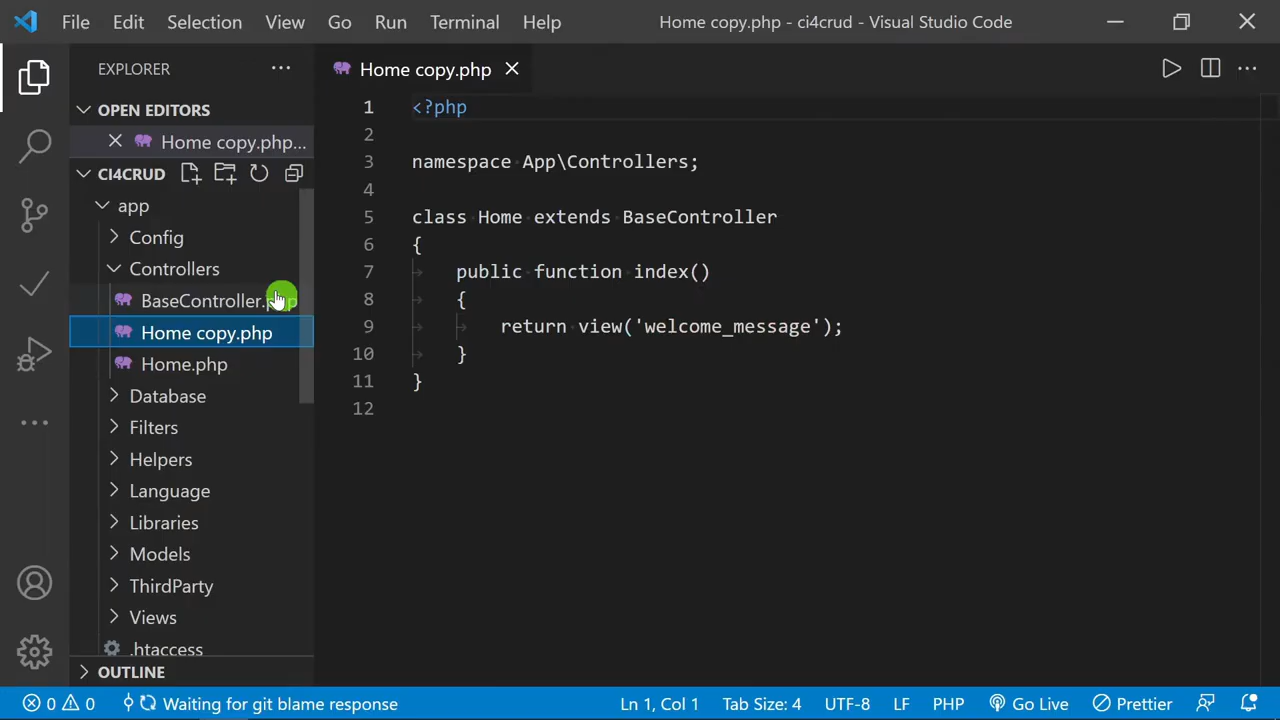 File Edit Selection View Go Run Terminal Help
Home copy.php - ci4crud - Visual Studio Code
EXPLORER
OPEN EDITORS
Home copy.php...
CI4CRUD
app
Config
Controllers
BaseController.php
Home copy.php
Home.php
Database
Filters
Helpers
Language
Libraries
Models
ThirdParty
Views
.htaccess
OUTLINE
Home copy.php
1 <?php
2
3 namespace App\Controllers;
4
5 class Home extends BaseController
6 {
7 public function index()
8 {
9 return view('welcome_message');
10 }
11 }
12
0 0 Waiting for git blame response Ln 1, Col 1 Tab Size: 4 UTF-8 LF PHP Go Live Prettier